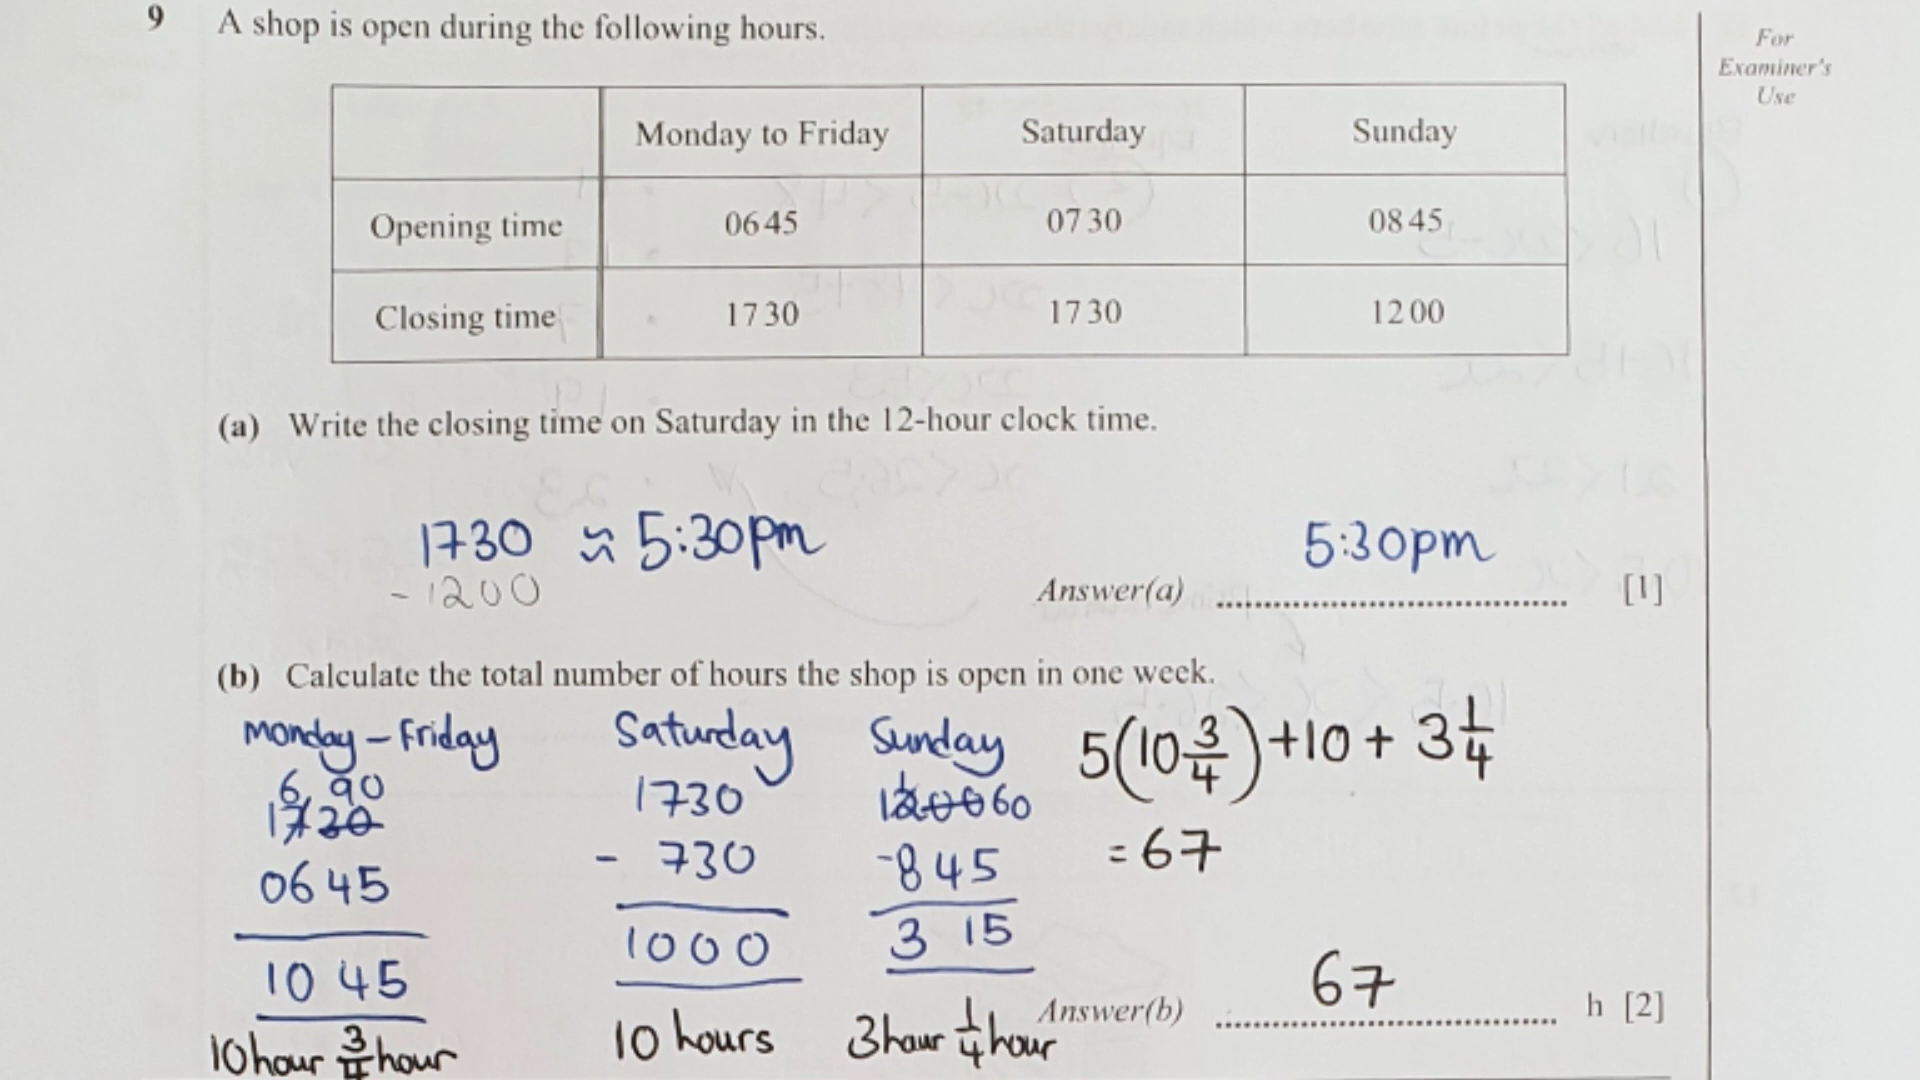 9 A shop is open during the following hours.
For
Examiner's
Use
Monday to Friday Saturday Sunday
Opening time 0645 0730 0845
Closing time 1730 1730 1200
(a) Write the closing time on Saturday in the 12-hour clock time.
1730 ≈ 5:30pm
- 1200
5:30pm
Answer(a) ........................................ [1]
(b) Calculate the total number of hours the shop is open in one week.
Monday - Friday
6 90
1730
0645
10 45
10hour 3/4 hour
Saturday
1730
- 730
1000
10 hours
Sunday
1200 60
-845
3 15
3hour 1/4 hour
5(10 3/4) + 10 + 3 1/4
= 67
67
Answer(b) ........................................ h [2]